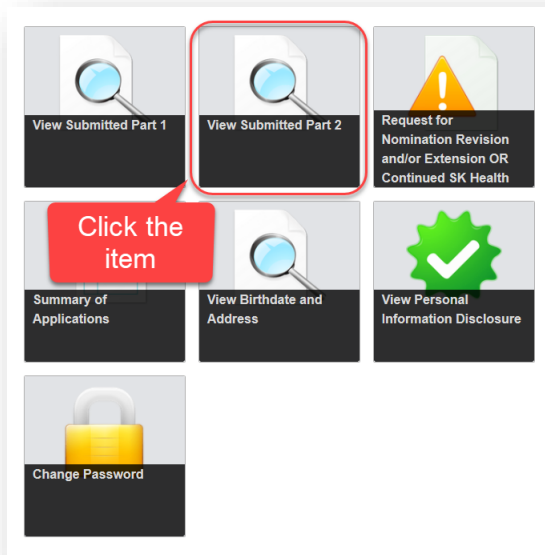 View Submitted Part 1
View Submitted Part 2
Request for
Nomination Revision
and/or Extension OR
Continued SK Health
Click the
item
Summary of
Applications
View Birthdate and
Address
View Personal
Information Disclosure
Change Password